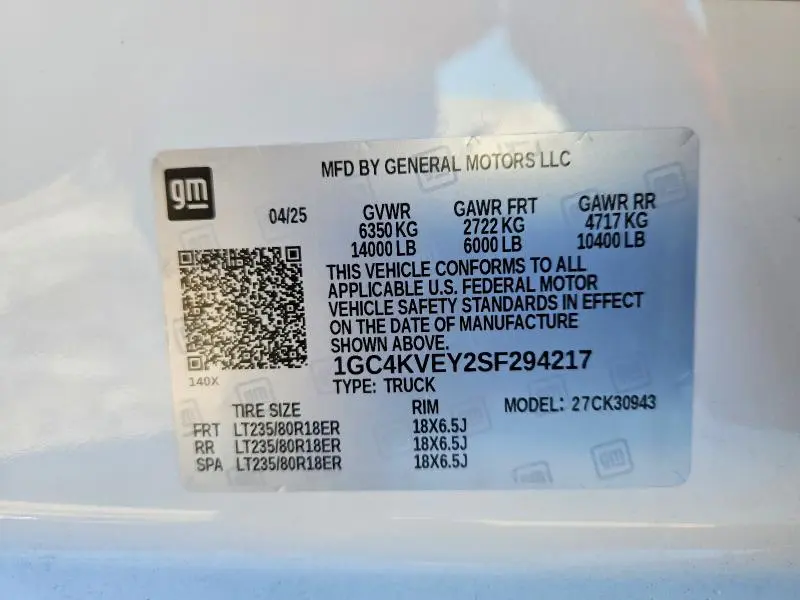 gm
MFD BY GENERAL MOTORS LLC
04/25
GVWR
6350 KG
14000 LB
GAWR FRT
2722 KG
6000 LB
GAWR RR
4717 KG
10400 LB
THIS VEHICLE CONFORMS TO ALL
APPLICABLE U.S. FEDERAL MOTOR
VEHICLE SAFETY STANDARDS IN EFFECT
ON THE DATE OF MANUFACTURE
SHOWN ABOVE.
1GC4KVEY2SF294217
140X
TYPE: TRUCK
TIRE SIZE RIM MODEL: 27CK30943
FRT LT235/80R18ER 18X6.5J
RR LT235/80R18ER 18X6.5J
SPA LT235/80R18ER 18X6.5J